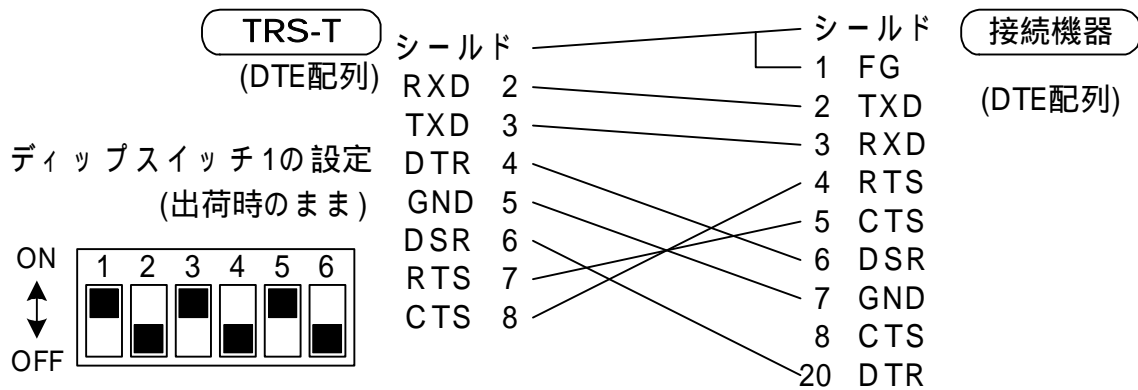 TRS-T
(DTE配列)
ディップスイッチ1の設定
(出荷時のまま)
ON
OFF
1 2 3 4 5 6
シールド
RXD 2
TXD 3
DTR 4
GND 5
DSR 6
RTS 7
CTS 8
シールド
1 FG
2 TXD
3 RXD
4 RTS
5 CTS
6 DSR
7 GND
8 CTS
20 DTR
接続機器
(DTE配列)